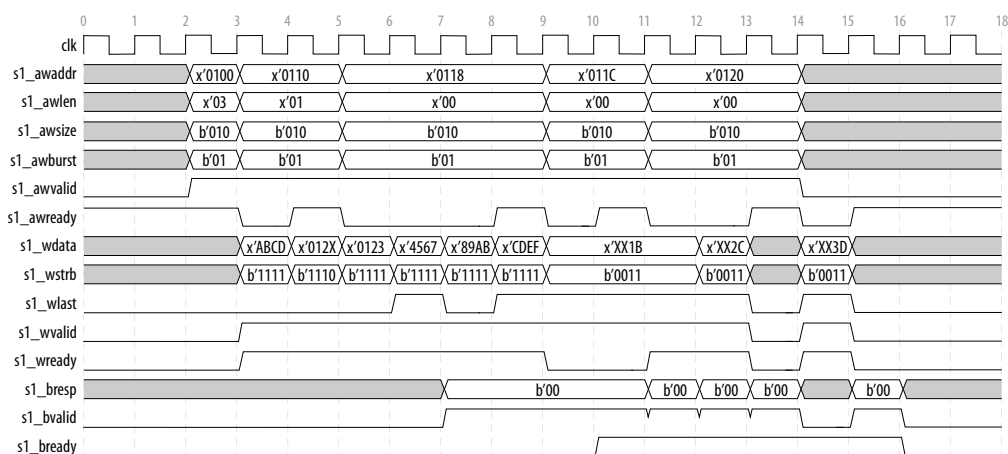 0 1 2 3 4 5 6 7 8 9 10 11 12 13 14 15 16 17 18
clk
s1_awaddr x′0100 x′0110 x′0118 x′011C x′0120
s1_awlen x′03 x′01 x′00 x′00 x′00
s1_awsize b′010 b′010 b′010 b′010 b′010
s1_awburst b′01 b′01 b′01 b′01 b′01
s1_awvalid
s1_awready
s1_wdata x′ABCD x′012X x′0123 x′4567 x′89AB x′CDEF x′XX1B x′XX2C x′XX3D
s1_wstrb b′1111 b′1110 b′1111 b′1111 b′1111 b′1111 b′0011 b′0011 b′0011
s1_wlast
s1_wvalid
s1_wready
s1_bresp b′00 b′00 b′00 b′00 b′00
s1_bvalid
s1_bready